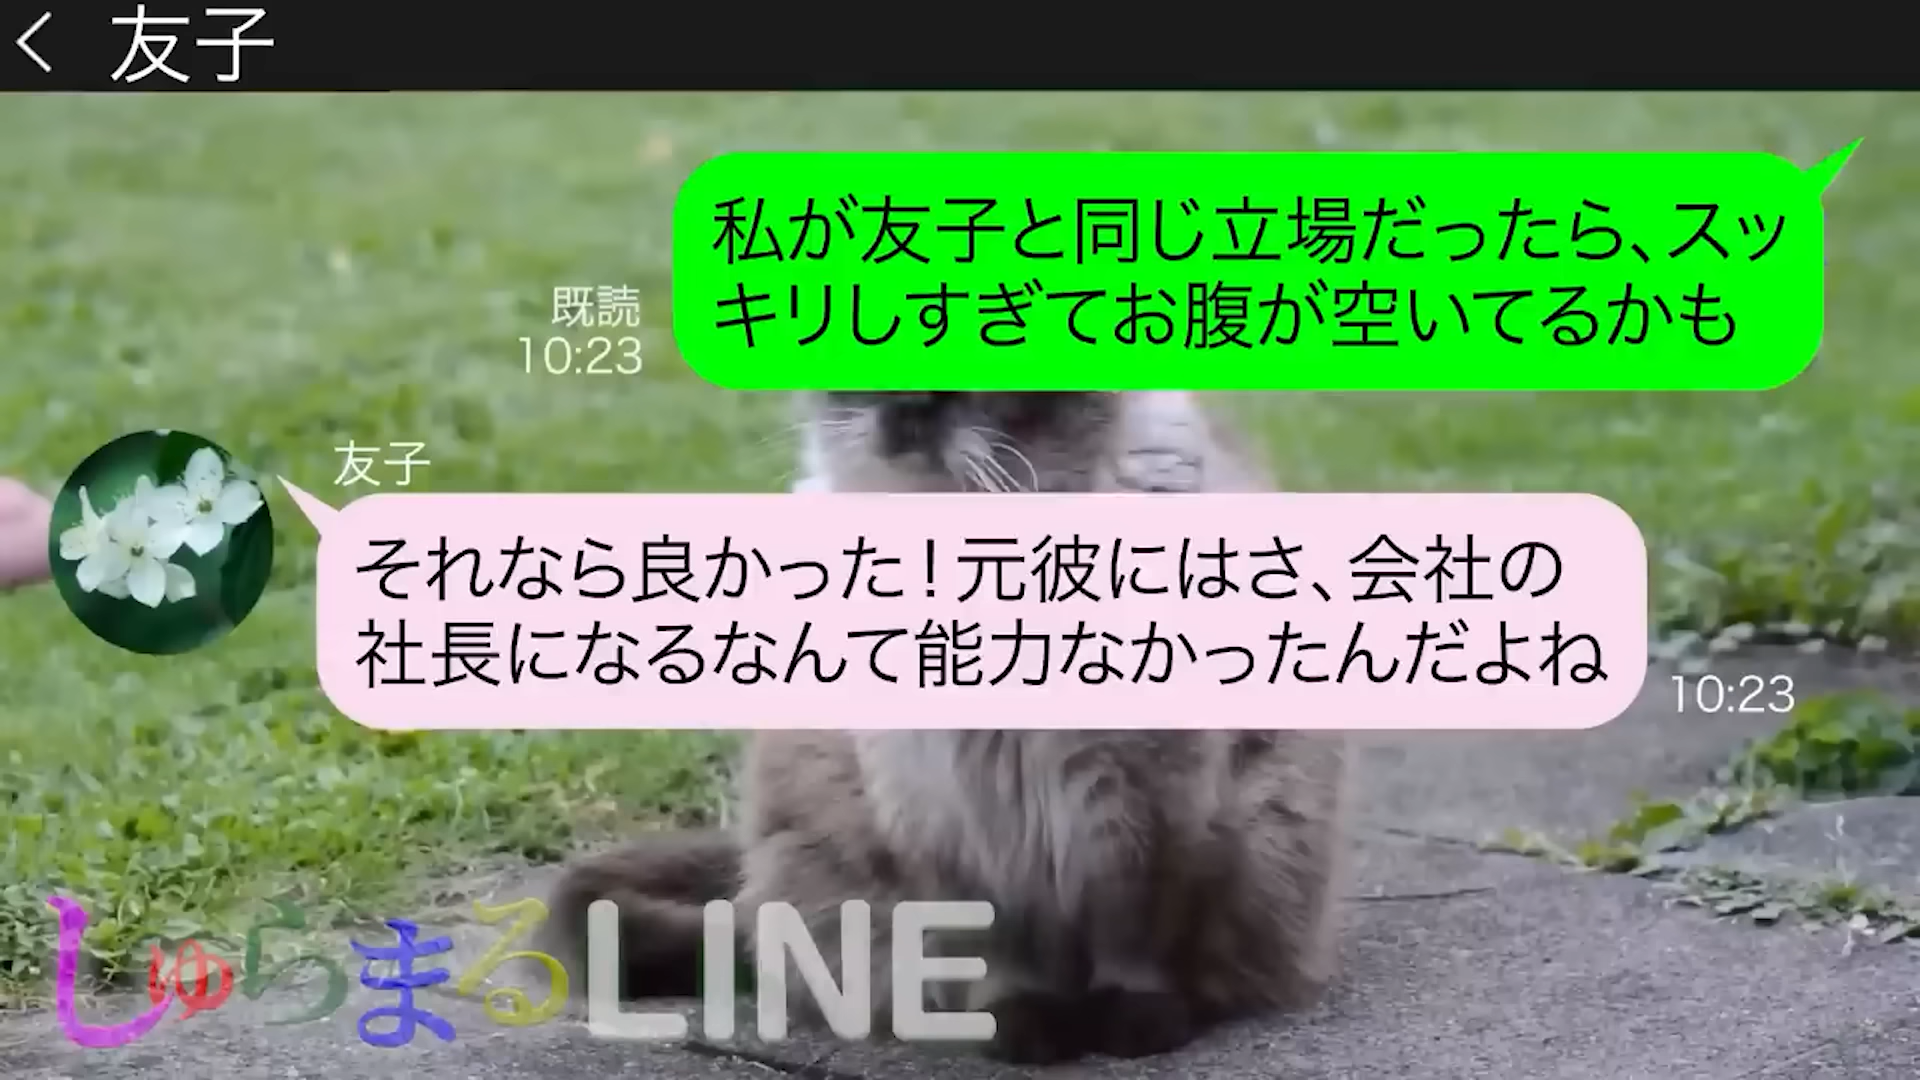 友子
私が友子と同じ立場だったら、スッ
キリしすぎてお腹が空いてるかも
既読
10:23
友子
それなら良かった！元彼にはさ、会社の
社長になるなんて能力なかったんだよね
10:23
しゅらまるLINE